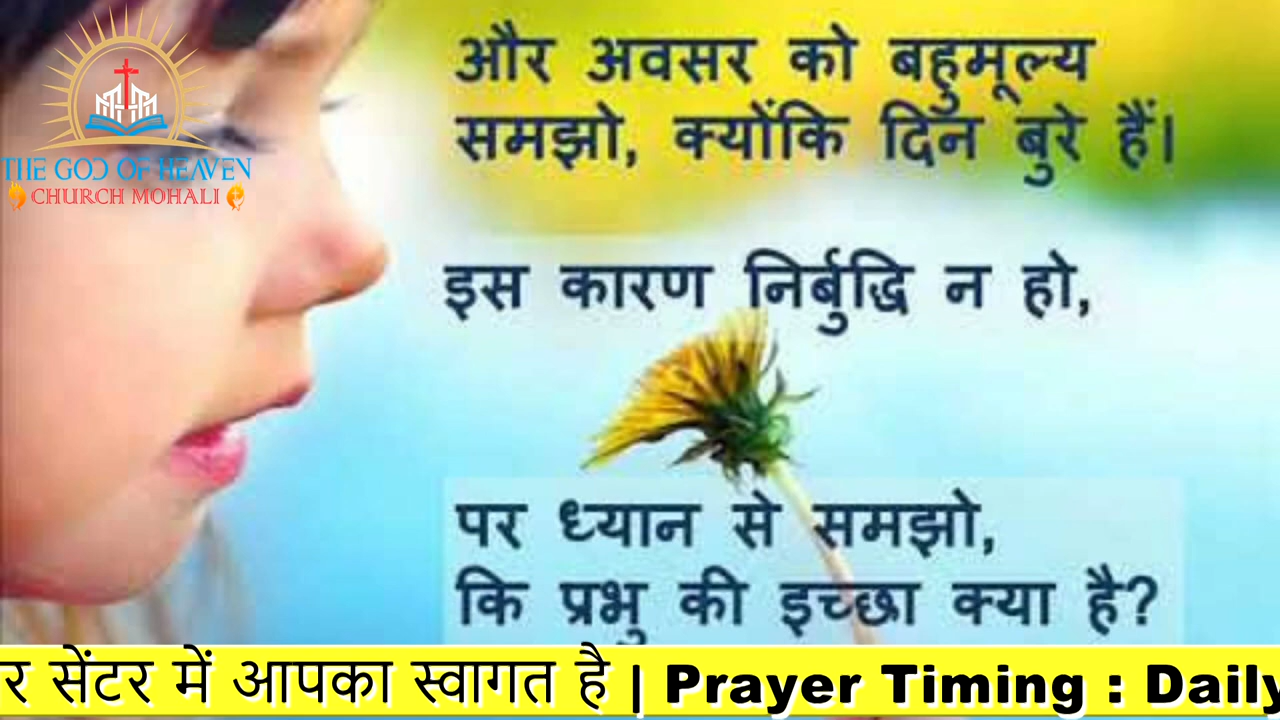 THE GOD OF HEAVEN
CHURCH MOHALI
और अवसर को बहुमूल्य
समझो, क्योंकि दिन बुरे हैं।
इस कारण निर्बुद्धि न हो,
पर ध्यान से समझो,
कि प्रभु की इच्छा क्या है?
र सेंटर में आपका स्वागत है | Prayer Timing : Daily